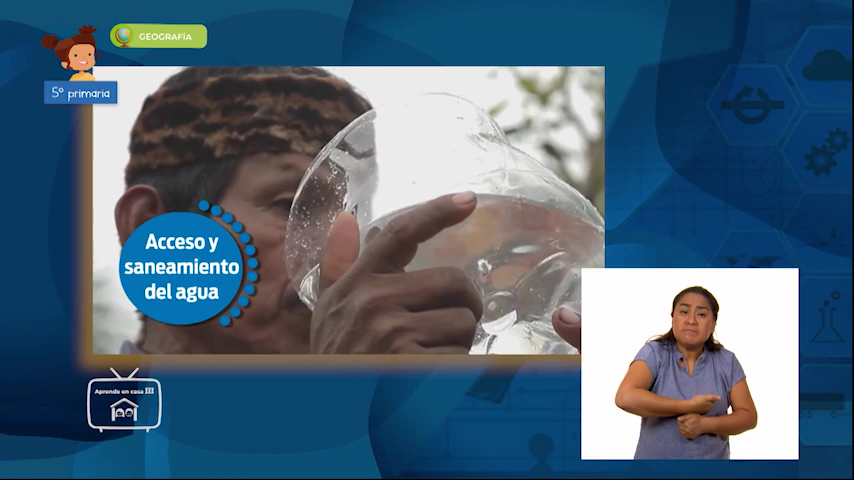 GEOGRAFÍA
5° primaria
Acceso y
saneamiento
del agua
Aprende en casa III